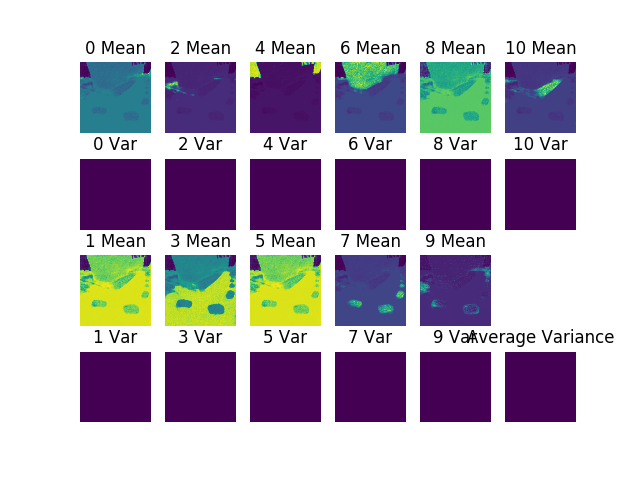 0 Mean 2 Mean 4 Mean 6 Mean 8 Mean 10 Mean
0 Var 2 Var 4 Var 6 Var 8 Var 10 Var
1 Mean 3 Mean 5 Mean 7 Mean 9 Mean
1 Var 3 Var 5 Var 7 Var 9 Var Average Variance